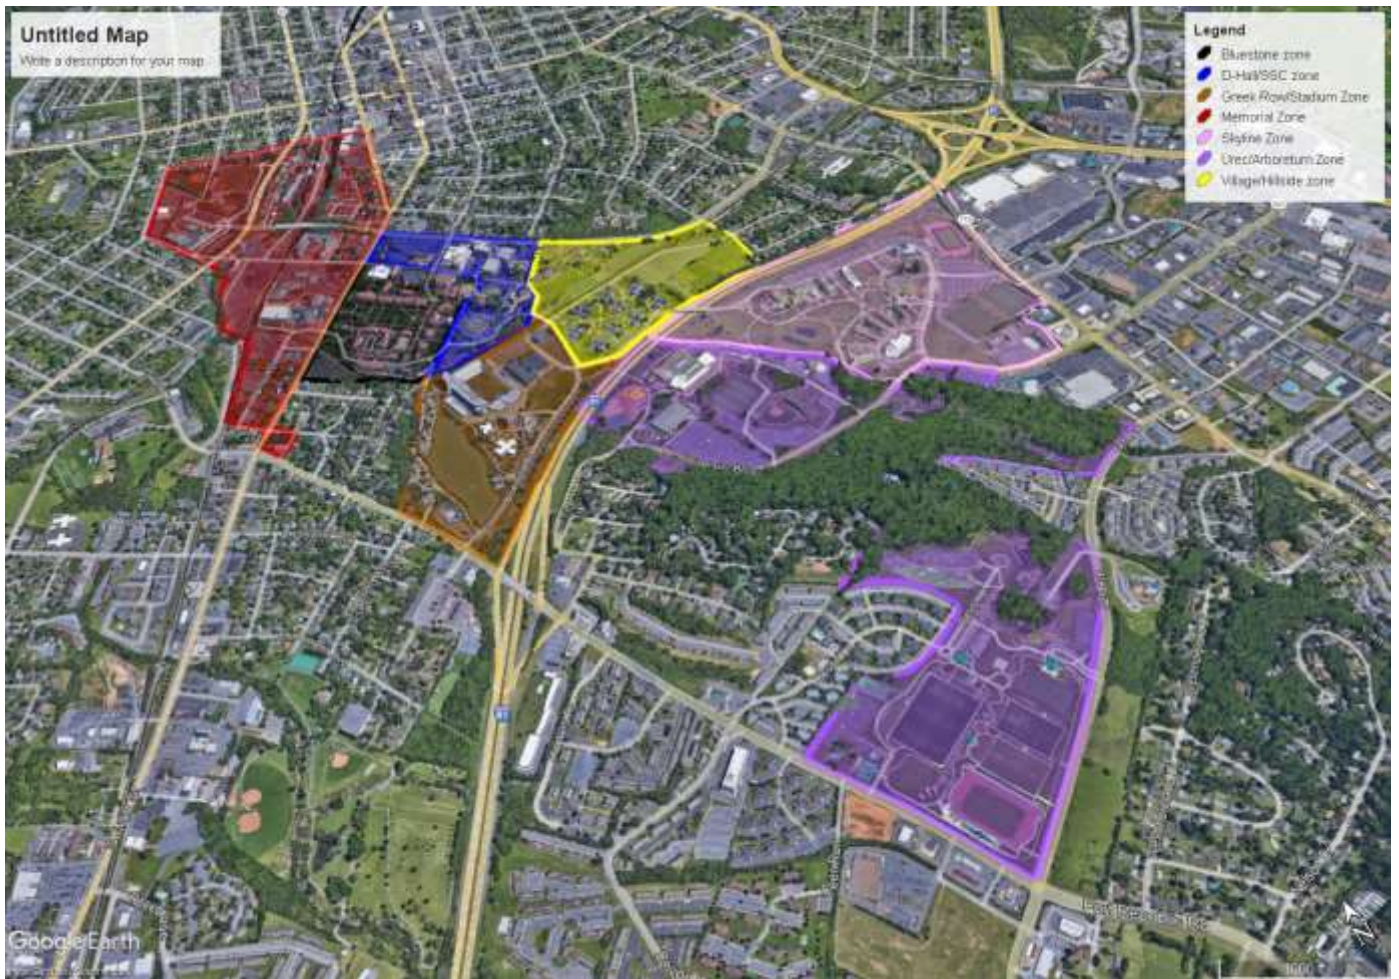 Untitled Map
Write a description for your map.
Legend
Bluestone zone
D-Hall/SSC zone
Greek Row/Stadium Zone
Memorial Zone
Skyline Zone
Urec/Arboretum Zone
Village/Hillside zone
81
Google Earth
N